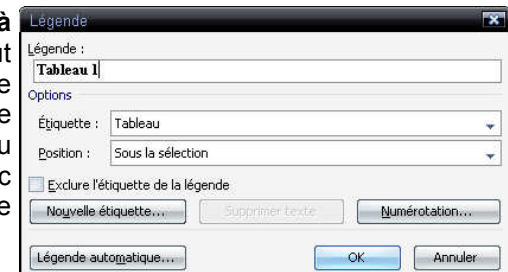 à
Légende
Légende :
Tableau 1
Options
Étiquette : Tableau
Position : Sous la sélection
Exclure l'étiquette de la légende
Nouvelle étiquette... Supprimer texte Numérotation...
Légende automatique... OK Annuler